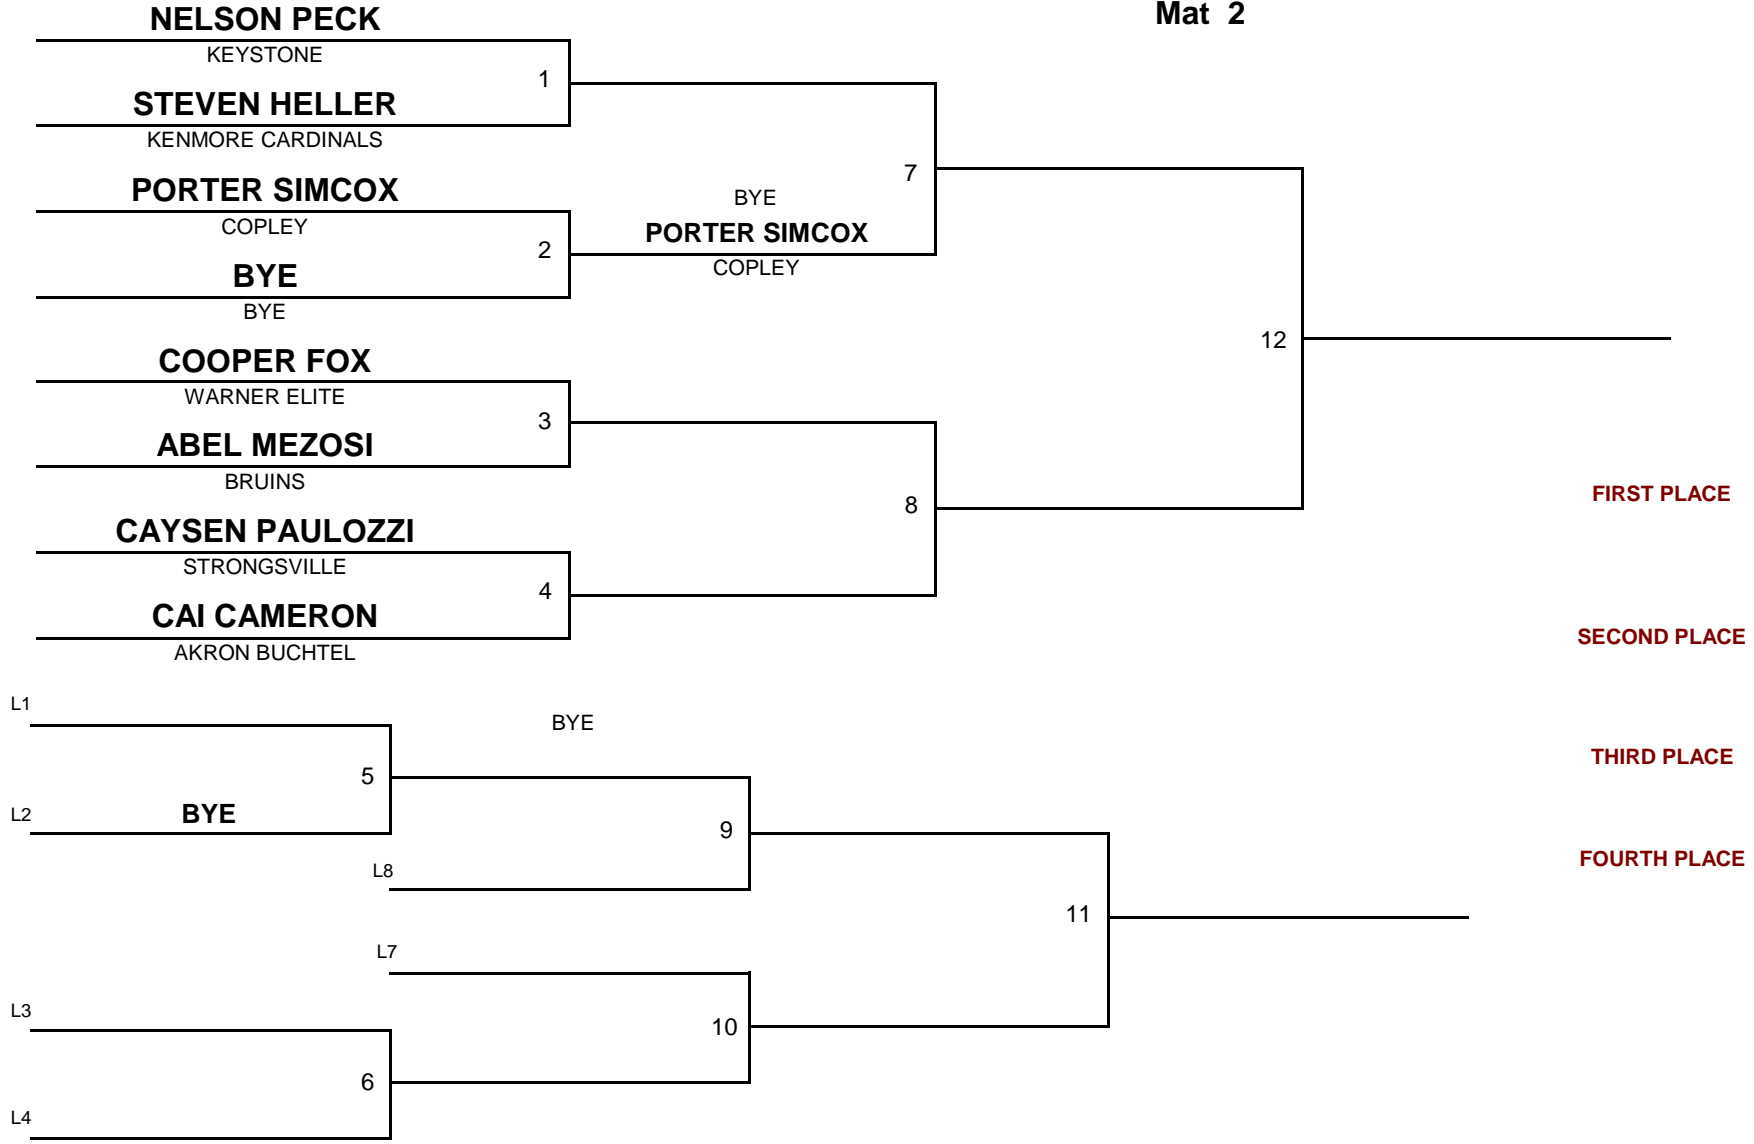 Mat 2
NELSON PECK
KEYSTONE
1
STEVEN HELLER
KENMORE CARDINALS
7
PORTER SIMCOX
COPLEY
2
BYE
PORTER SIMCOX
COPLEY
BYE
BYE
12
COOPER FOX
WARNER ELITE
3
ABEL MEZOSI
BRUINS
8
FIRST PLACE
CAYSEN PAULOZZI
STRONGSVILLE
4
CAI CAMERON
AKRON BUCHTEL
SECOND PLACE
L1
BYE
5
THIRD PLACE
L2
BYE
9
L8
FOURTH PLACE
11
L7
L3
10
6
L4